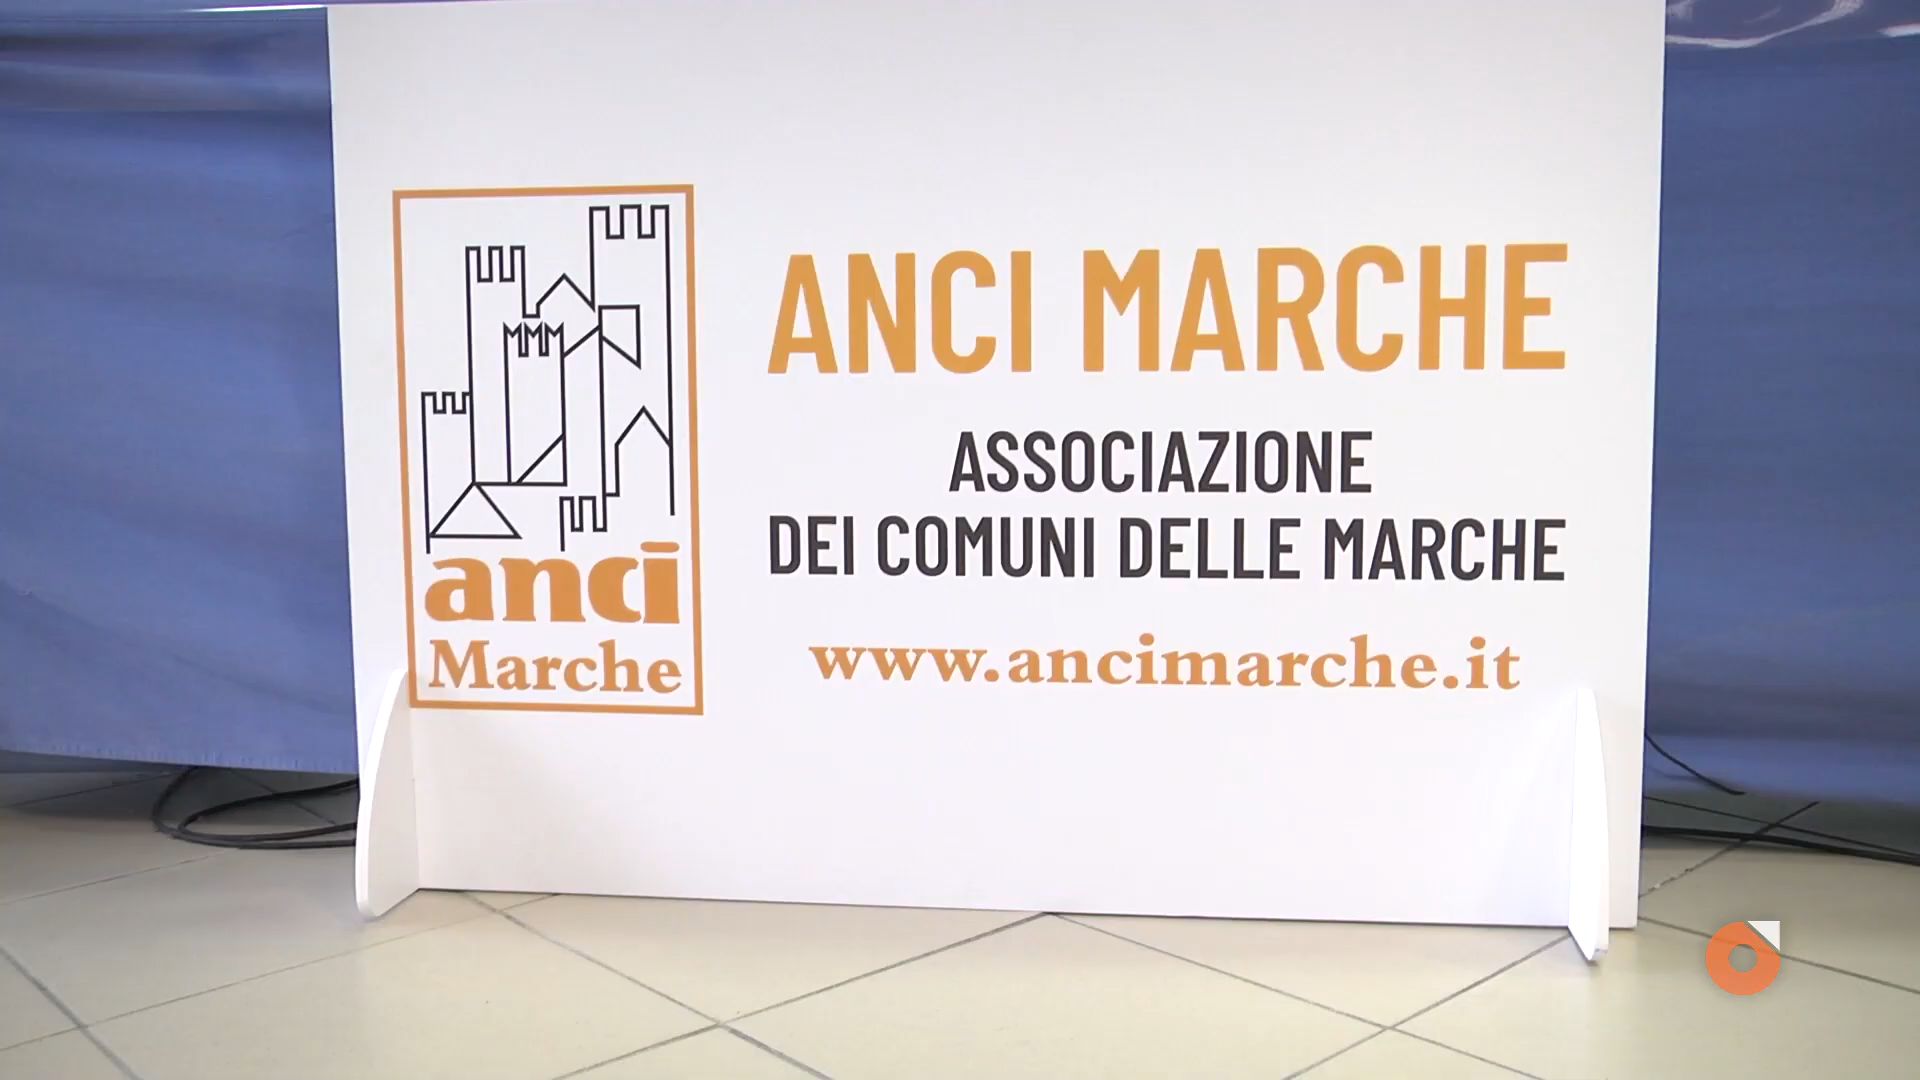 ANCI MARCHE
ASSOCIAZIONE
DEI COMUNI DELLE MARCHE
www.ancimarche.it
anci
Marche